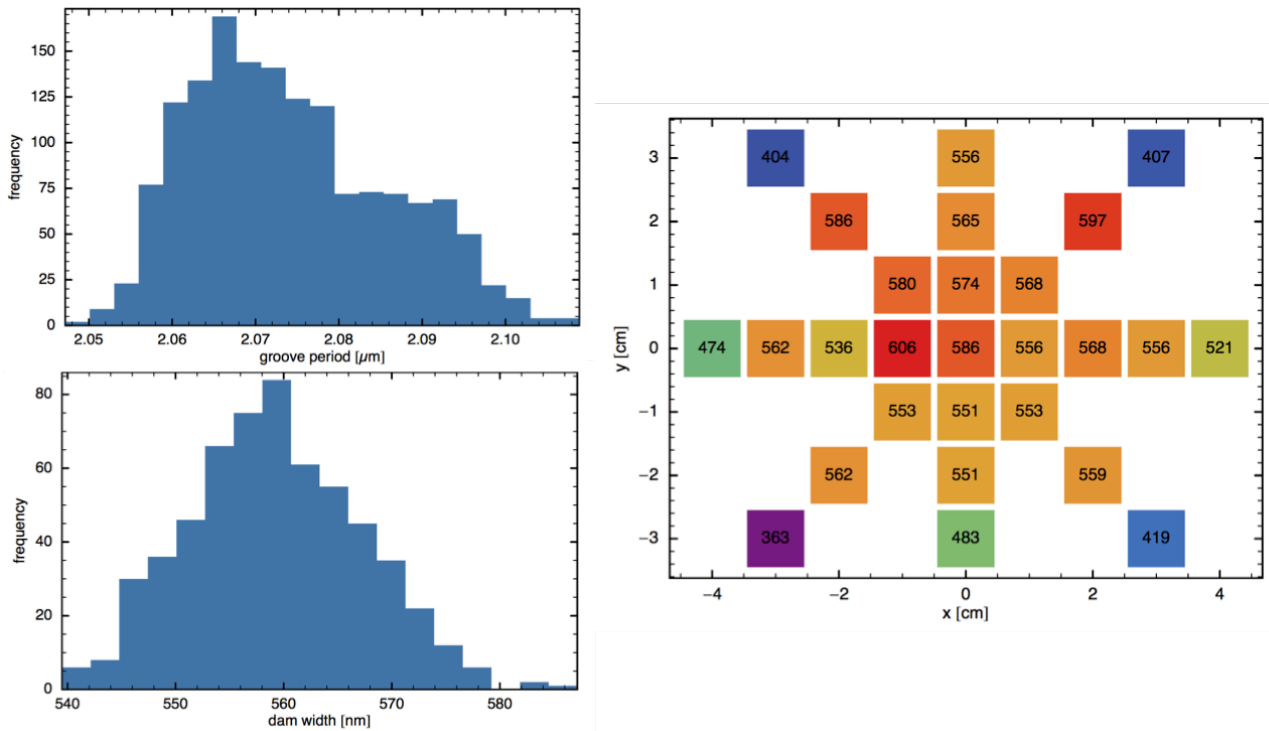 150
125
100
75
50
25
0
frequency
2.05 2.06 2.07 2.08 2.09 2.10
groove period [µm]
80
60
40
20
0
frequency
540 550 560 570 580
dam width [nm]
3
2
1
0
−1
−2
−3
y [cm]
404 556 407
586 565 597
580 574 568
474 562 536 606 586 556 568 556 521
553 551 553
562 551 559
363 483 419
−4 −2 0 2 4
x [cm]